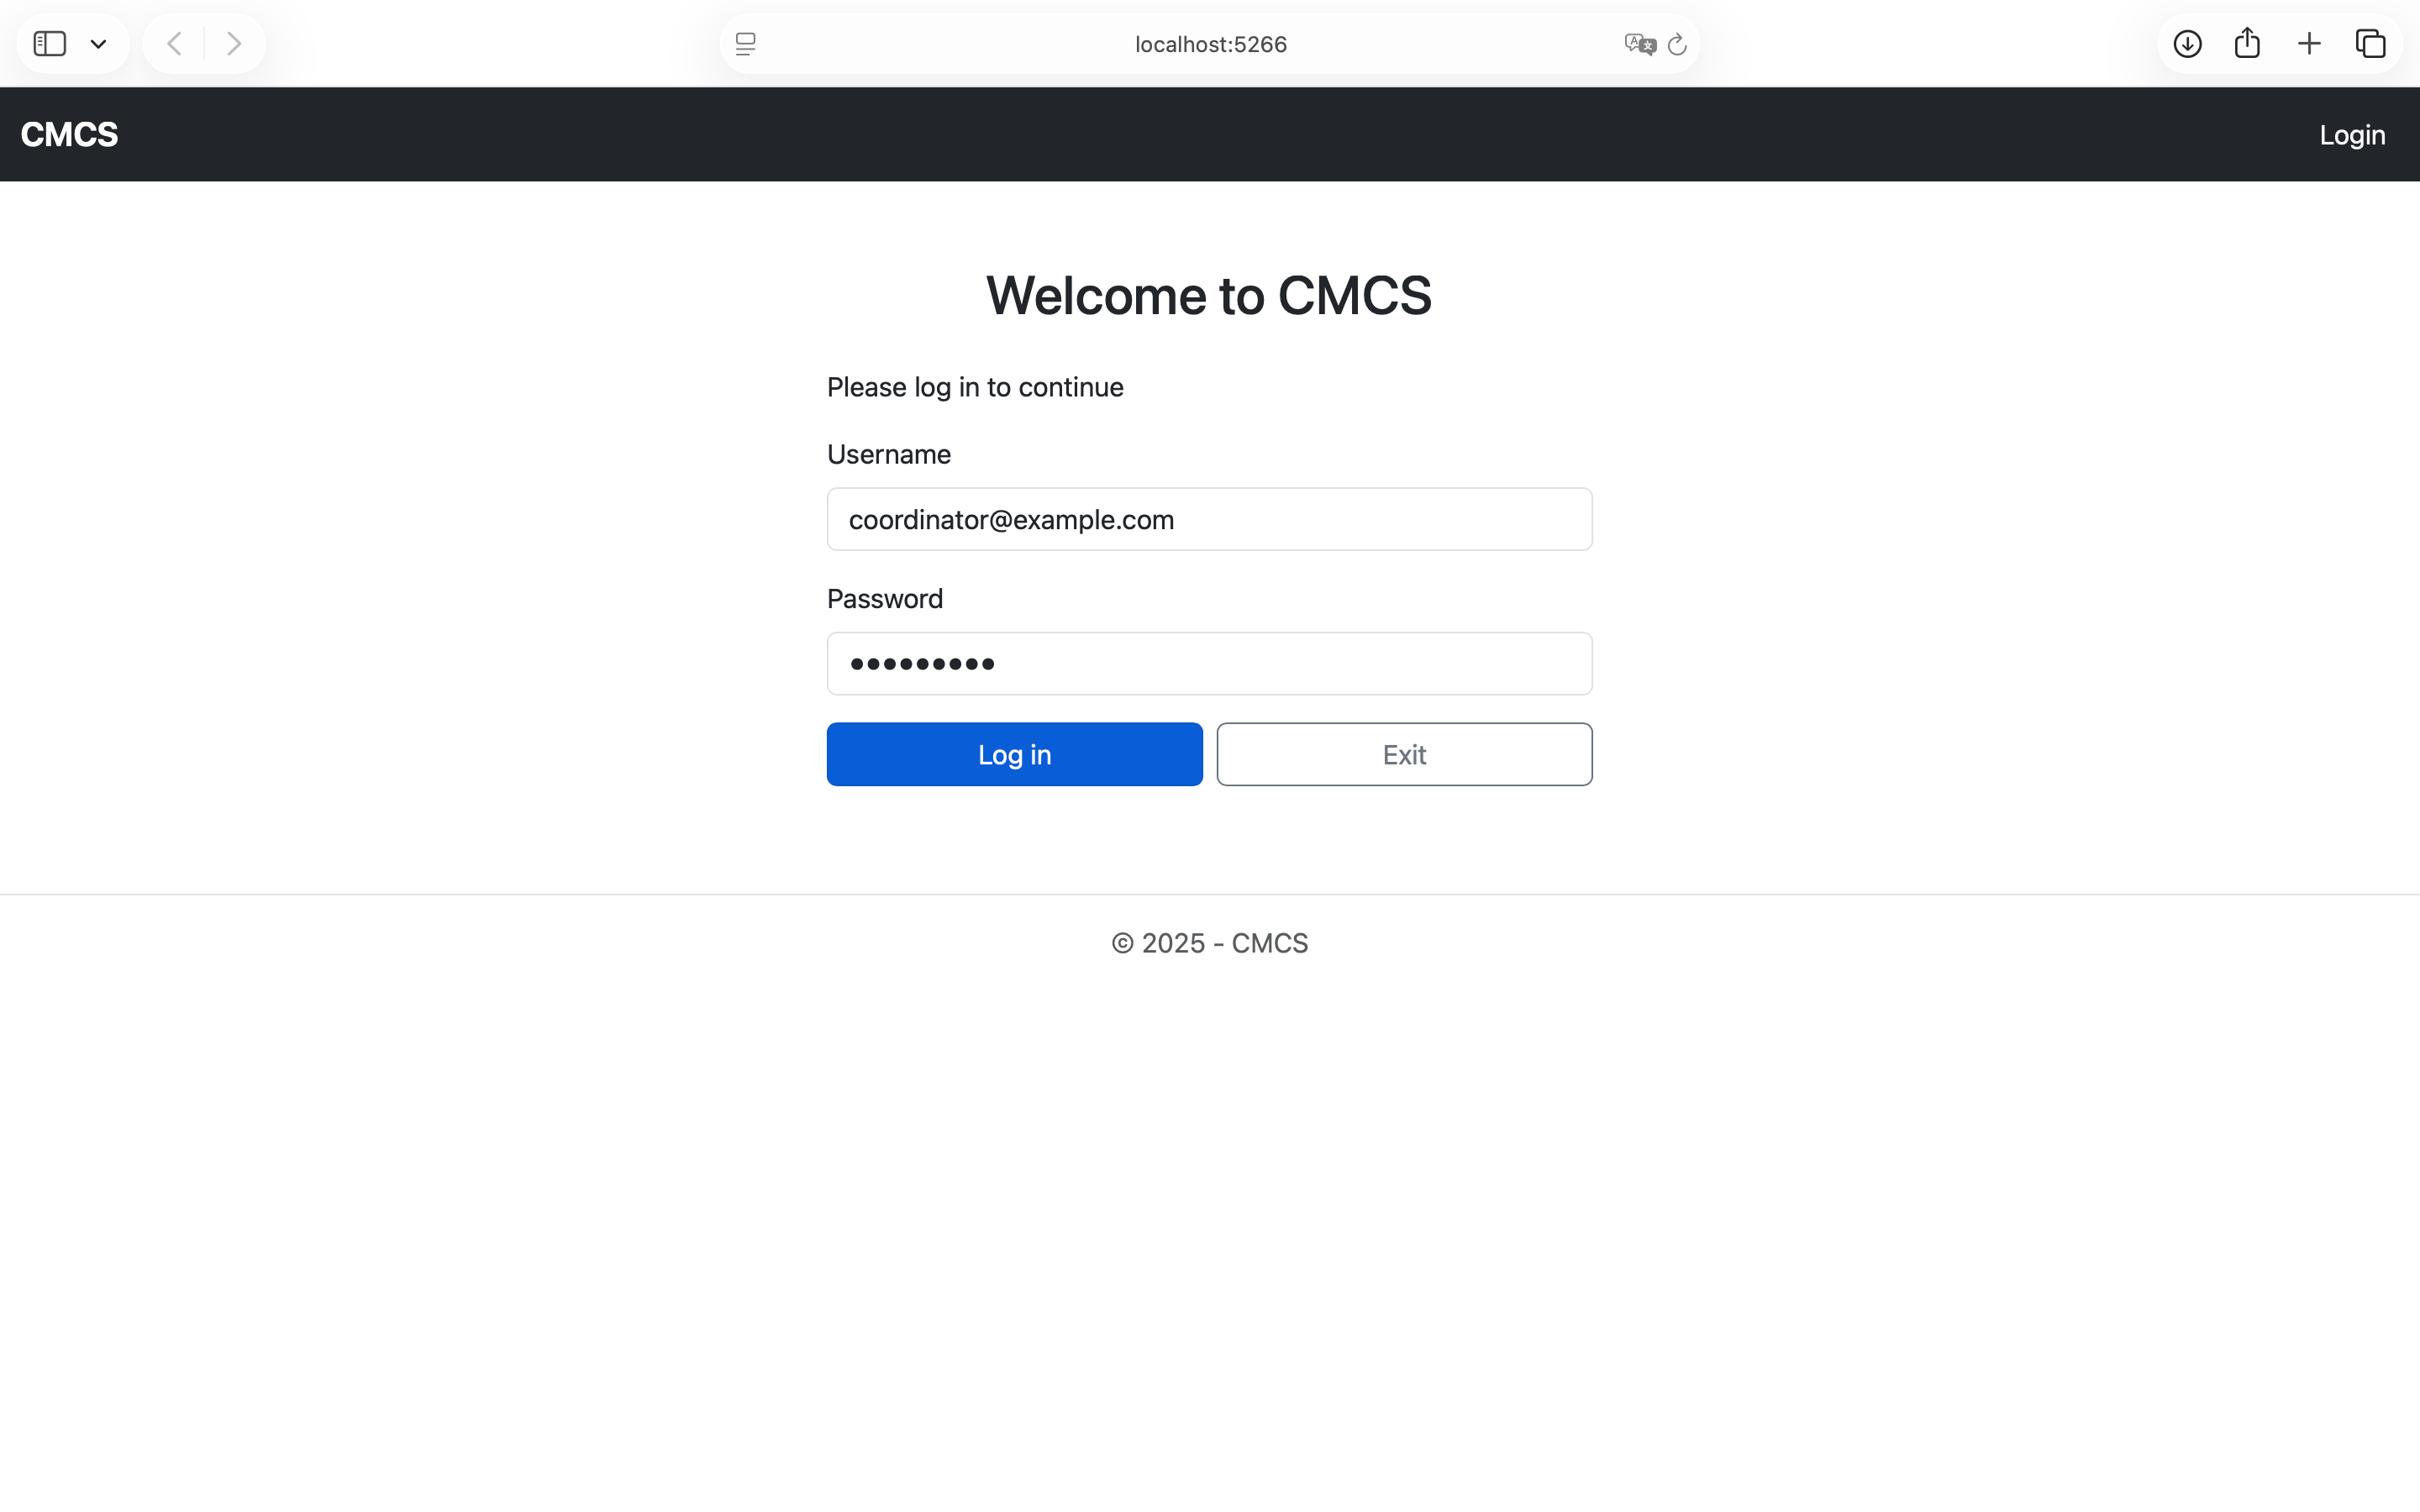 localhost:5266
CMCS
Login
Welcome to CMCS
Please log in to continue
Username
coordinator@example.com
Password
•••••••••
Log in
Exit
© 2025 - CMCS